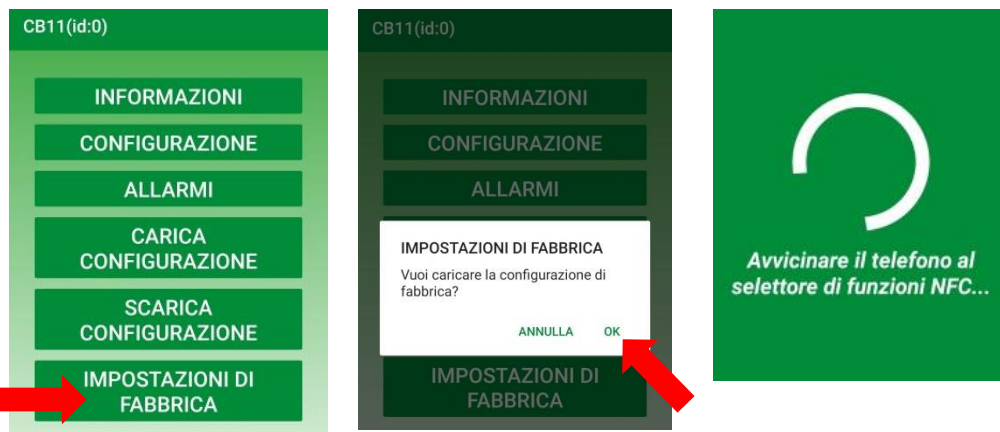 CB11(id:0)
INFORMAZIONI
CONFIGURAZIONE
ALLARMI
CARICA
CONFIGURAZIONE
SCARICA
CONFIGURAZIONE
IMPOSTAZIONI DI
FABBRICA
CB11(id:0)
INFORMAZIONI
CONFIGURAZIONE
ALLARMI
IMPOSTAZIONI DI FABBRICA
Vuoi caricare la configurazione di
fabbrica?
ANNULLA OK
IMPOSTAZIONI DI
FABBRICA
Avvicinare il telefono al
selettore di funzioni NFC...